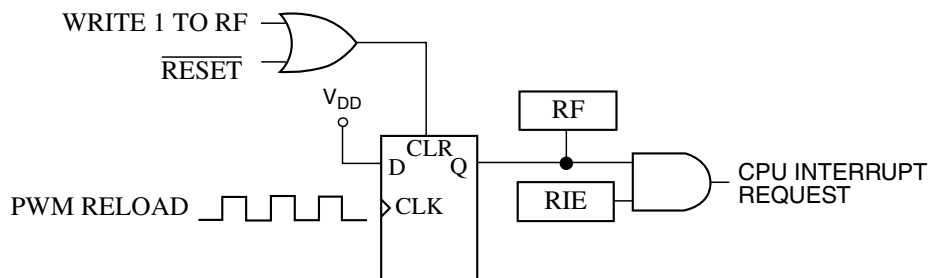 WRITE 1 TO RF
RESET
VDD
RF
CLR
D
Q
CPU INTERRUPT
REQUEST
RIE
PWM RELOAD
CLK